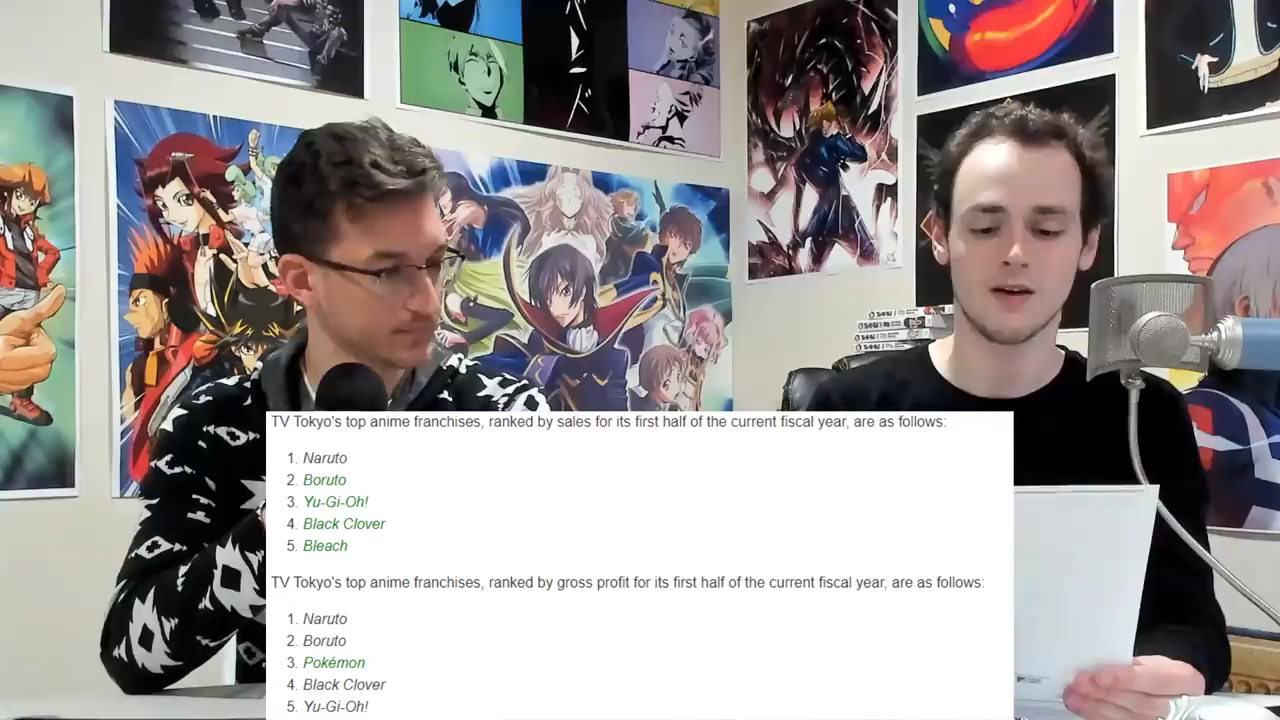 TV Tokyo's top anime franchises, ranked by sales for its first half of the current fiscal year, are as follows:
1. Naruto
2. Boruto
3. Yu-Gi-Oh!
4. Black Clover
5. Bleach
TV Tokyo's top anime franchises, ranked by gross profit for its first half of the current fiscal year, are as follows:
1. Naruto
2. Boruto
3. Pokémon
4. Black Clover
5. Yu-Gi-Oh!